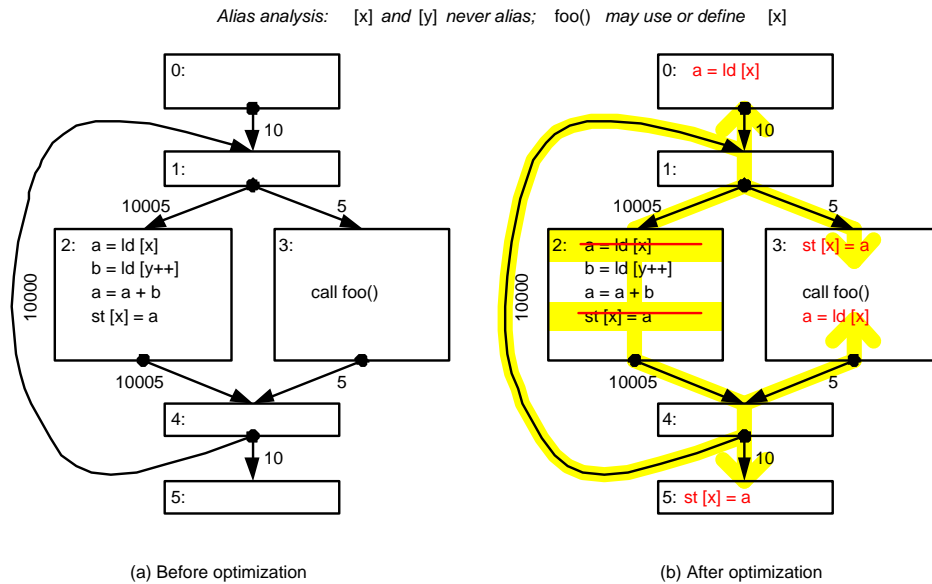 Alias analysis: [x] and [y] never alias; foo() may use or define [x]
0:
10
1:
10005
5
2: a = ld [x]
b = ld [y++]
a = a + b
st [x] = a
3:
call foo()
10000
10005
5
4:
10
5:
(a) Before optimization
0: a = ld [x]
10
1:
10005
5
2: a = ld [x]
b = ld [y++]
a = a + b
st [x] = a
3: st [x] = a
call foo()
a = ld [x]
10000
10005
5
4:
10
5: st [x] = a
(b) After optimization